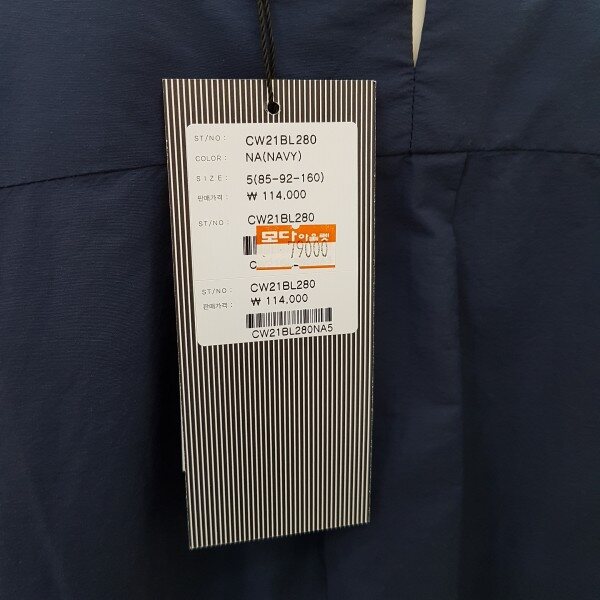 ST/NO: CW21BL280
COLOR: NA(NAVY)
SIZE: 5(85-92-160)
판매가격: ₩ 114,000
ST/NO: CW21BL280
모다아울렛
79000
C
ST/NO: CW21BL280
판매가격: ₩ 114,000
CW21BL280NA5